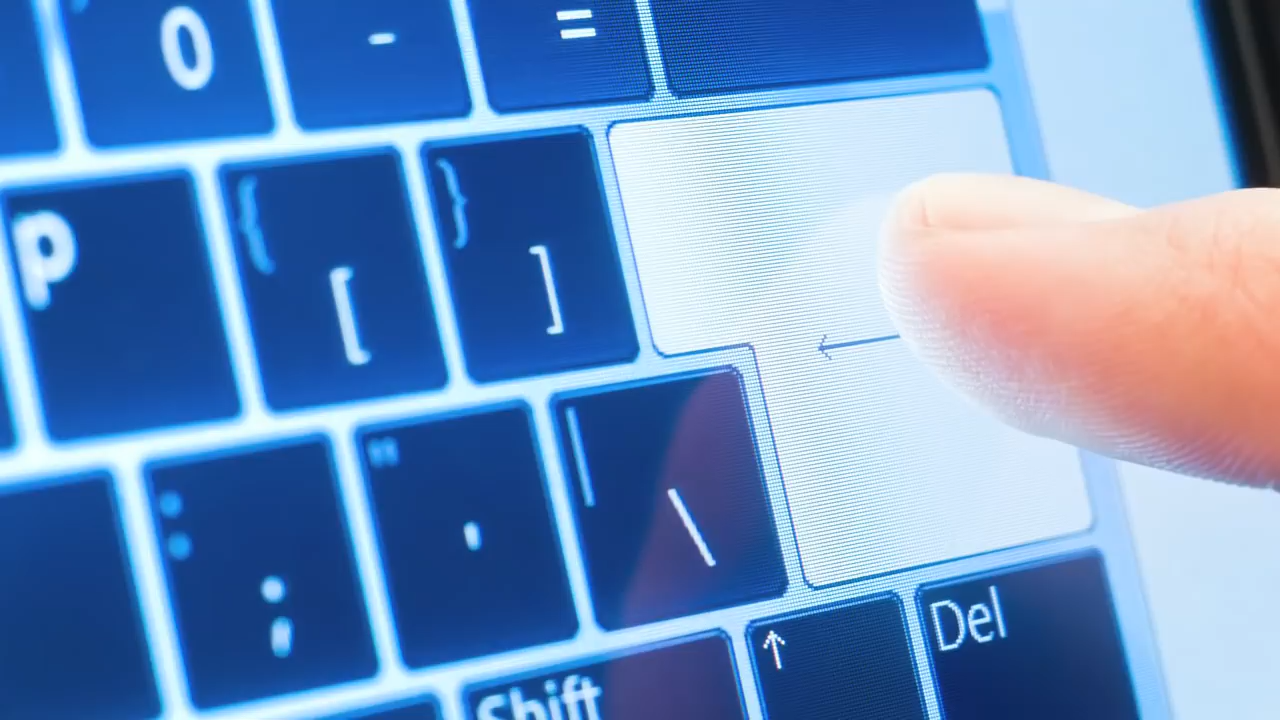 0 - =
P { [ } ]
: ; " ' | \ ←
Shift ↑ Del